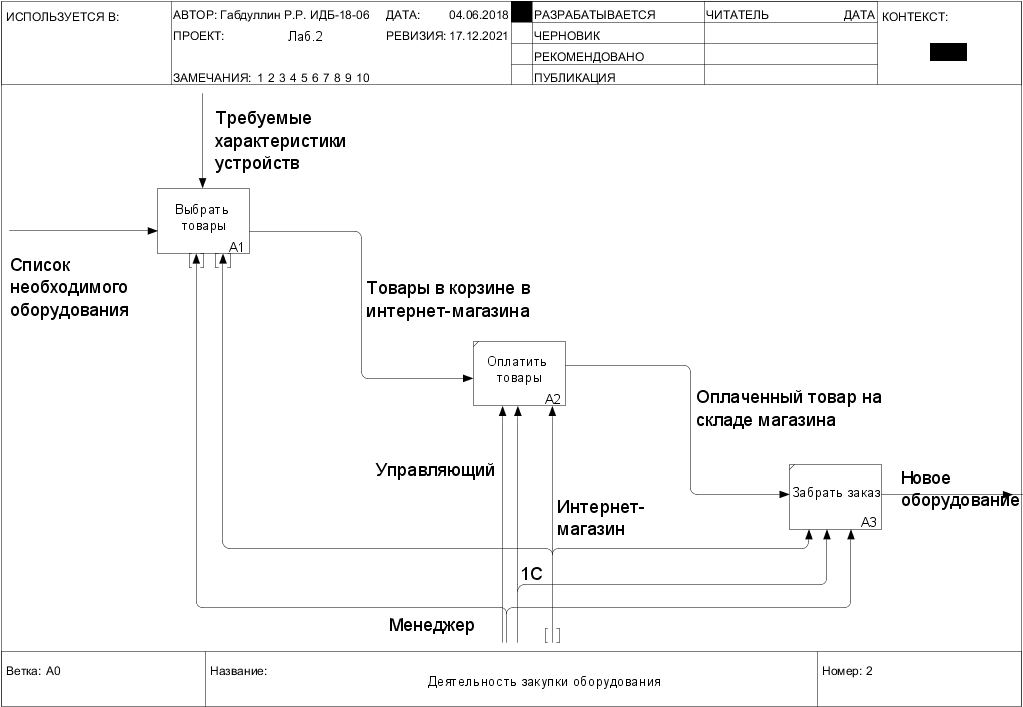 ИСПОЛЬЗУЕТСЯ В:
АВТОР: Габдуллин Р.Р. ИДБ-18-06
ДАТА: 04.06.2018
РАЗРАБАТЫВАЕТСЯ
ЧИТАТЕЛЬ
ДАТА
КОНТЕКСТ:
ПРОЕКТ: Лаб.2
РЕВИЗИЯ: 17.12.2021
ЧЕРНОВИК
РЕКОМЕНДОВАНО
ЗАМЕЧАНИЯ: 1 2 3 4 5 6 7 8 9 10
ПУБЛИКАЦИЯ
Требуемые
характеристики
устройств
Выбрать
товары
A1
Список
необходимого
оборудования
Товары в корзине в
интернет-магазина
Оплатить
товары
A2
Оплаченный товар на
складе магазина
Управляющий
Забрать заказ
A3
Новое
оборудование
Интернет-
магазин
1С
Менеджер
Ветка: A0
Название:
Деятельность закупки оборудования
Номер: 2